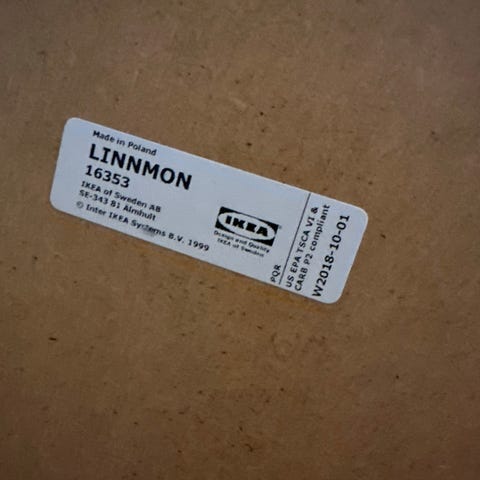 Made in Poland
LINNMON
16353
IKEA of Sweden AB
SE-343 81 Älmhult
© Inter IKEA Systems B.V. 1999
IKEA
Design and Quality
IKEA of Sweden
PQR
US EPA TSCA VI &
CARB P2 compliant
W2018-10-01